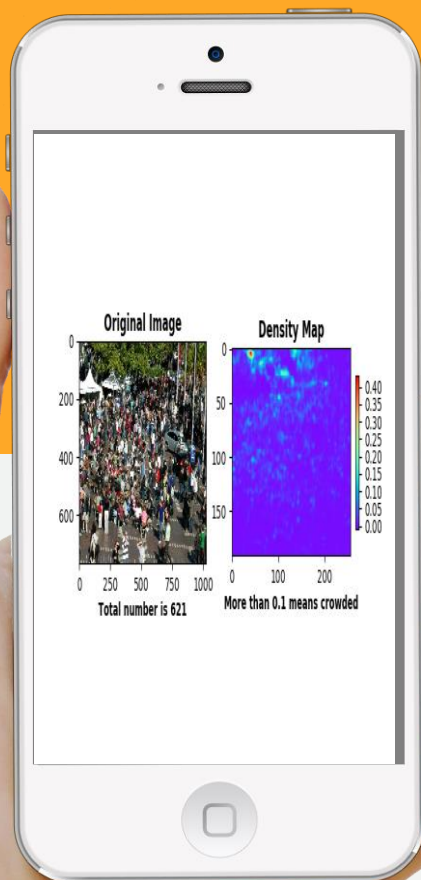 Original Image
0
200
400
600
0 250 500 750 1000
Total number is 621
Density Map
0
50
100
150
0 100 200
0.40
0.35
0.30
0.25
0.20
0.15
0.10
0.05
0.00
More than 0.1 means crowded